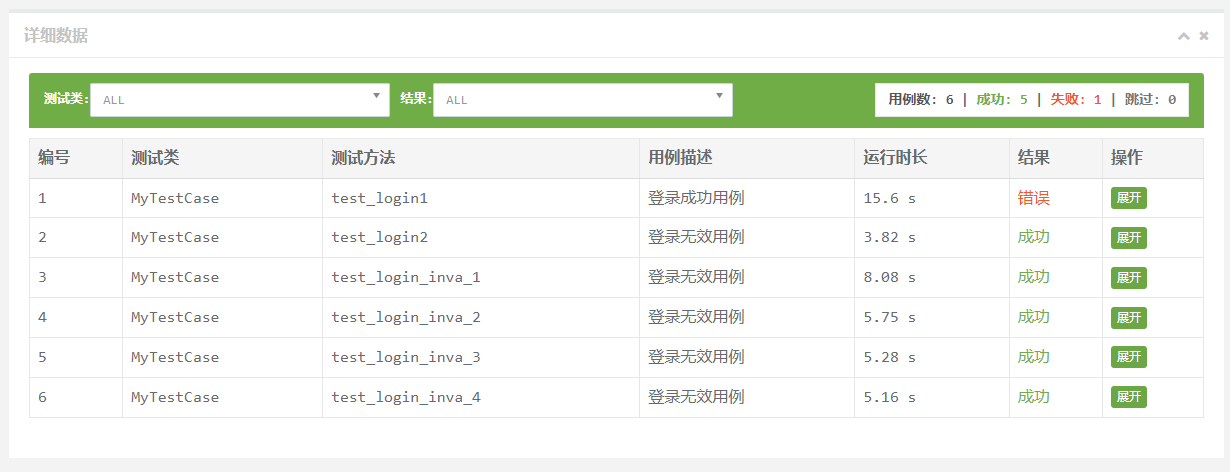 详细数据
测试类: ALL 结果: ALL 用例数: 6 | 成功: 5 | 失败: 1 | 跳过: 0
编号 测试类 测试方法 用例描述 运行时长 结果 操作
1 MyTestCase test_login1 登录成功用例 15.6 s 错误 展开
2 MyTestCase test_login2 登录无效用例 3.82 s 成功 展开
3 MyTestCase test_login_inva_1 登录无效用例 8.08 s 成功 展开
4 MyTestCase test_login_inva_2 登录无效用例 5.75 s 成功 展开
5 MyTestCase test_login_inva_3 登录无效用例 5.28 s 成功 展开
6 MyTestCase test_login_inva_4 登录无效用例 5.16 s 成功 展开